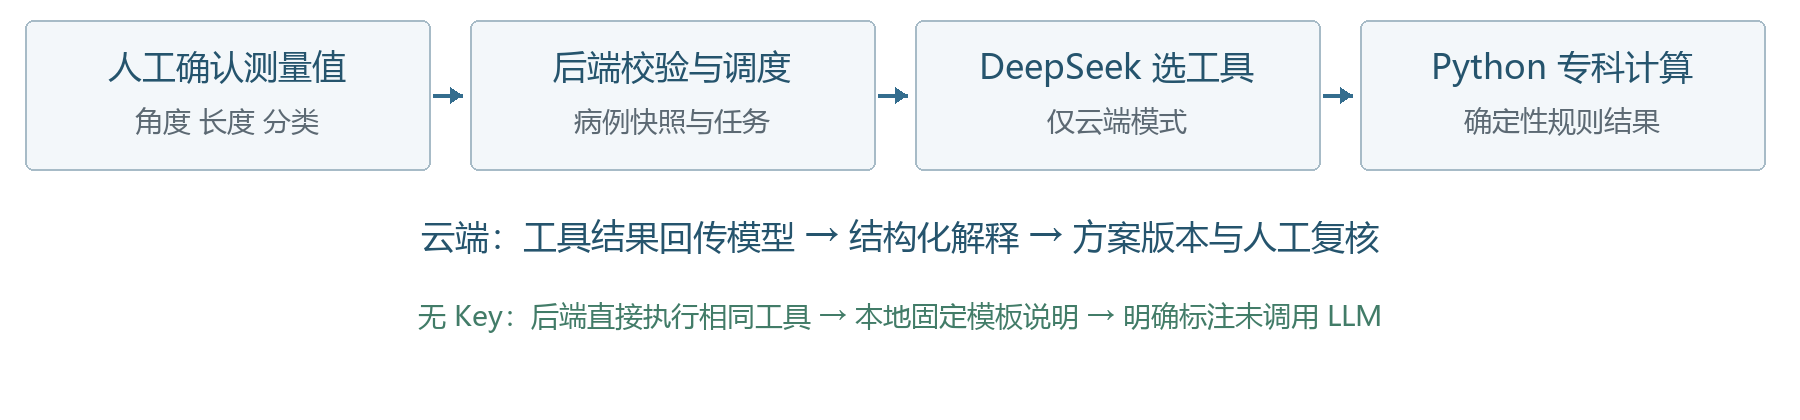 人工确认测量值
角度 长度 分类
后端校验与调度
病例快照与任务
DeepSeek 选工具
仅云端模式
Python 专科计算
确定性规则结果
云端：工具结果回传模型 → 结构化解释 → 方案版本与人工复核
无 Key：后端直接执行相同工具 → 本地固定模板说明 → 明确标注未调用 LLM